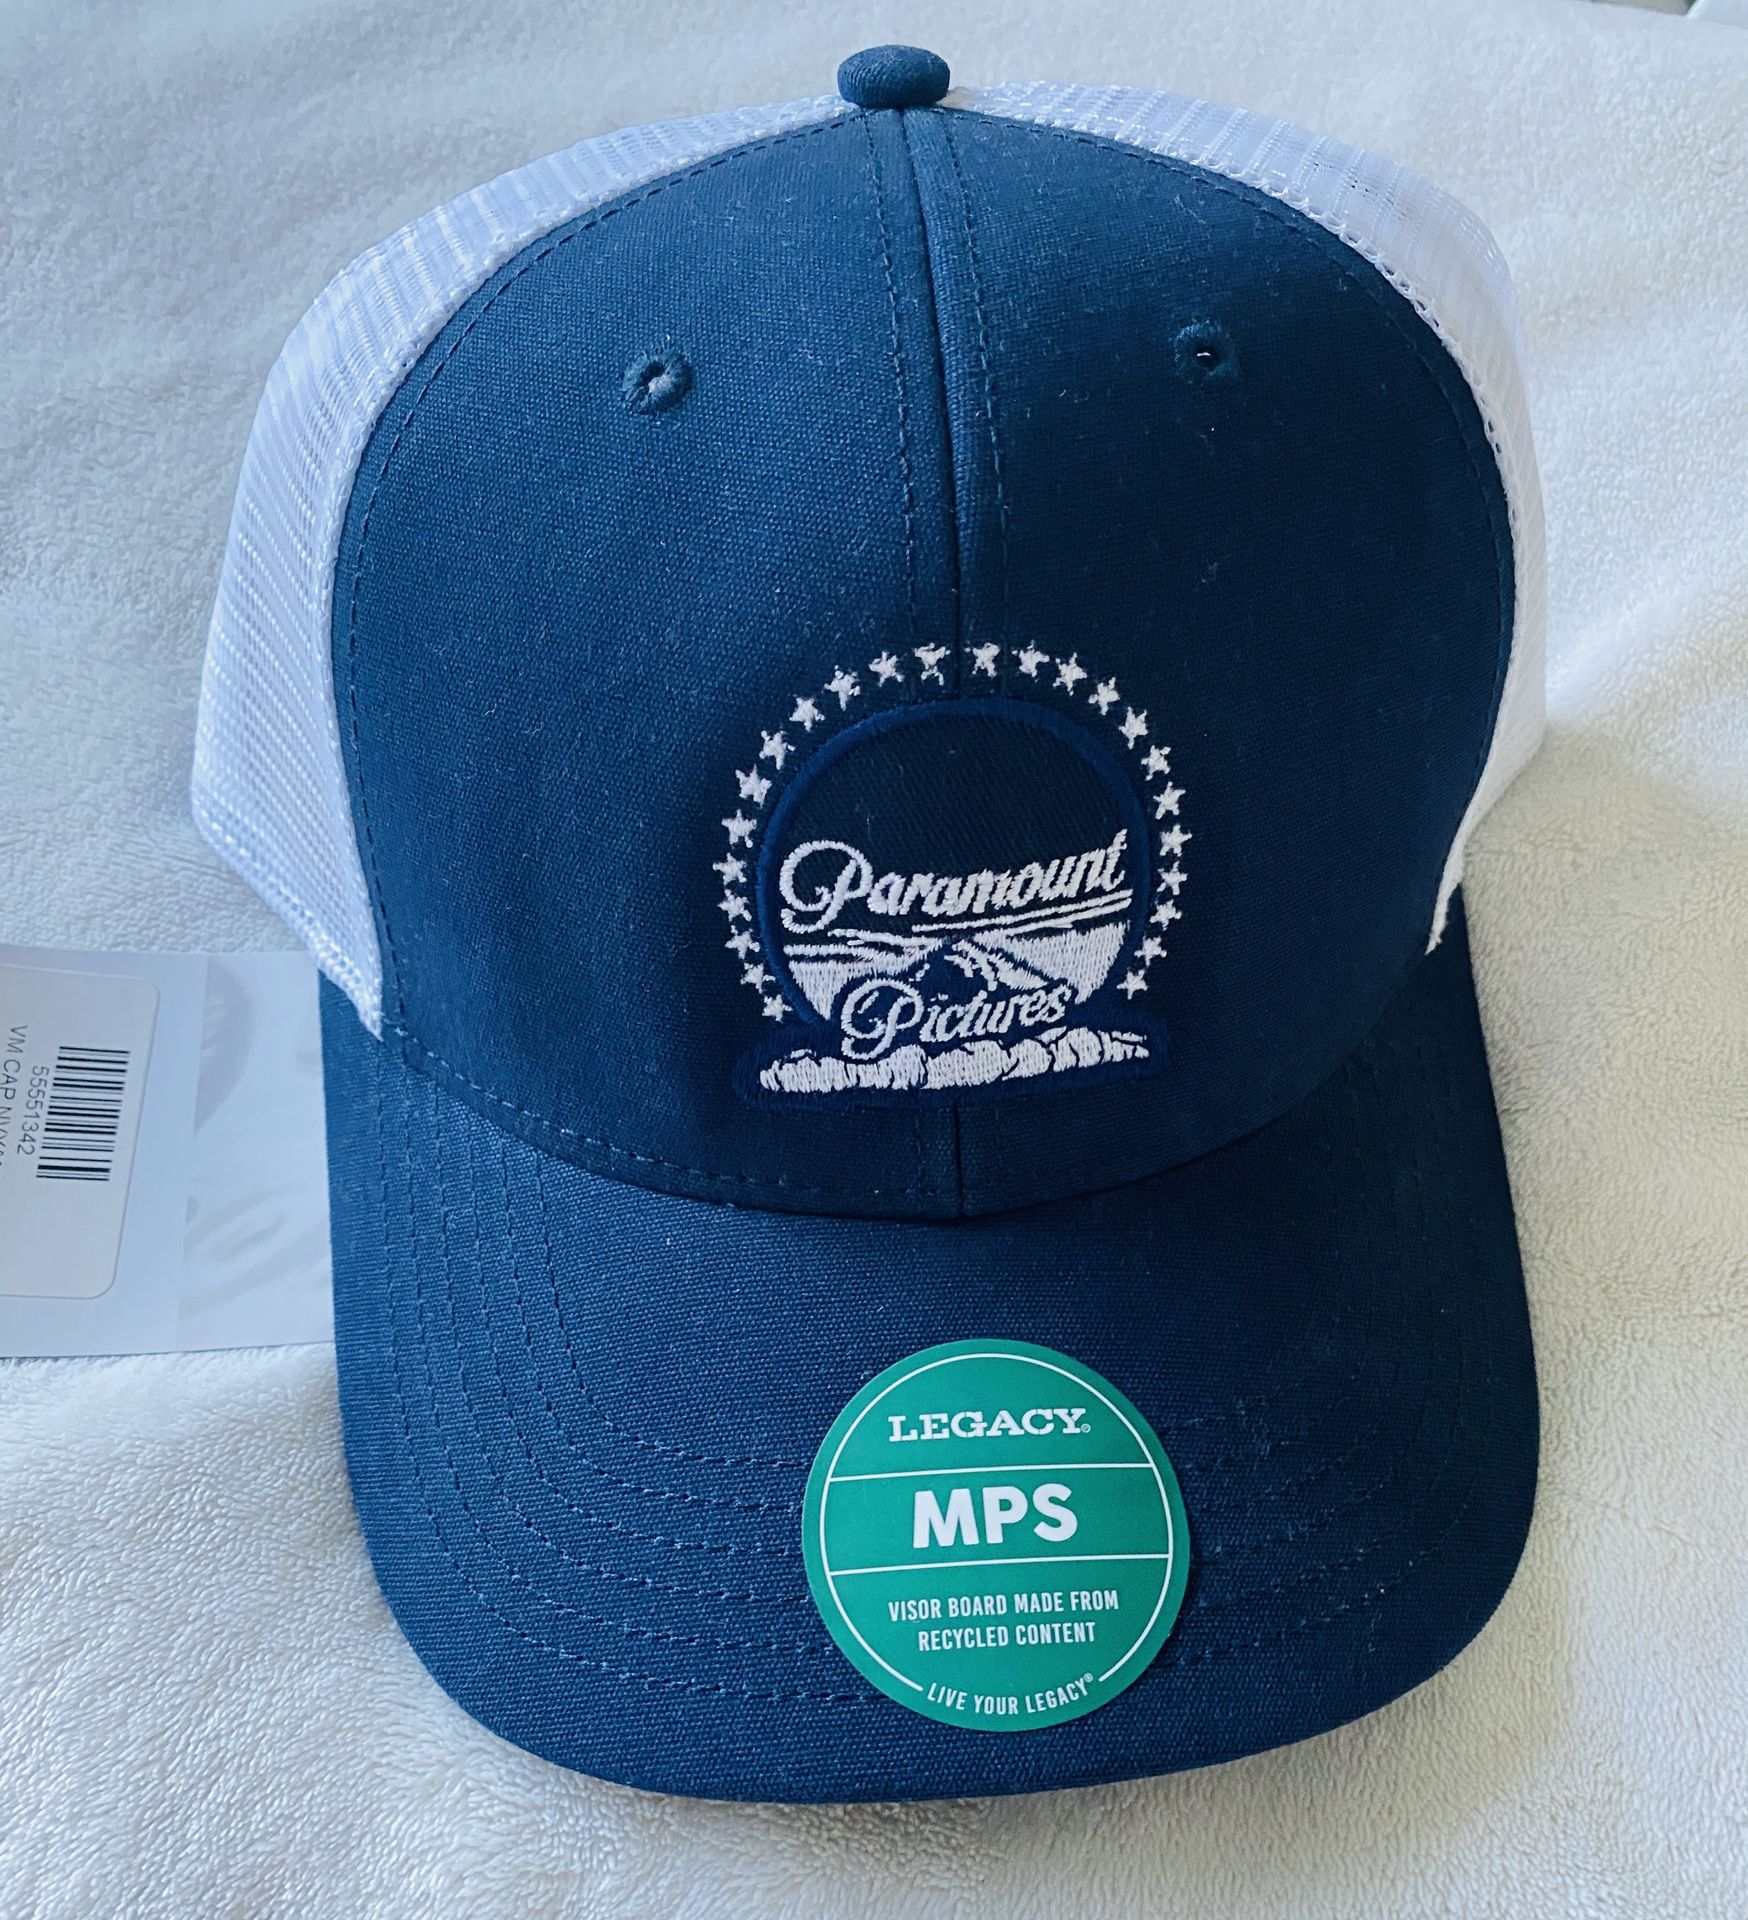 Paramount
Pictures
55551342
VM CAP
LEGACY®
MPS
VISOR BOARD MADE FROM
RECYCLED CONTENT
LIVE YOUR LEGACY®